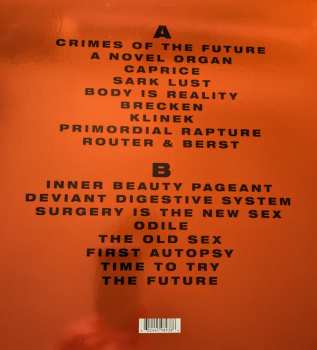 A
CRIMES OF THE FUTURE
A NOVEL ORGAN
CAPRICE
SARK LUST
BODY IS REALITY
BRECKEN
KLINEK
PRIMORDIAL RAPTURE
ROUTER & BERST
B
INNER BEAUTY PAGEANT
DEVIANT DIGESTIVE SYSTEM
SURGERY IS THE NEW SEX
ODILE
THE OLD SEX
FIRST AUTOPSY
TIME TO TRY
THE FUTURE